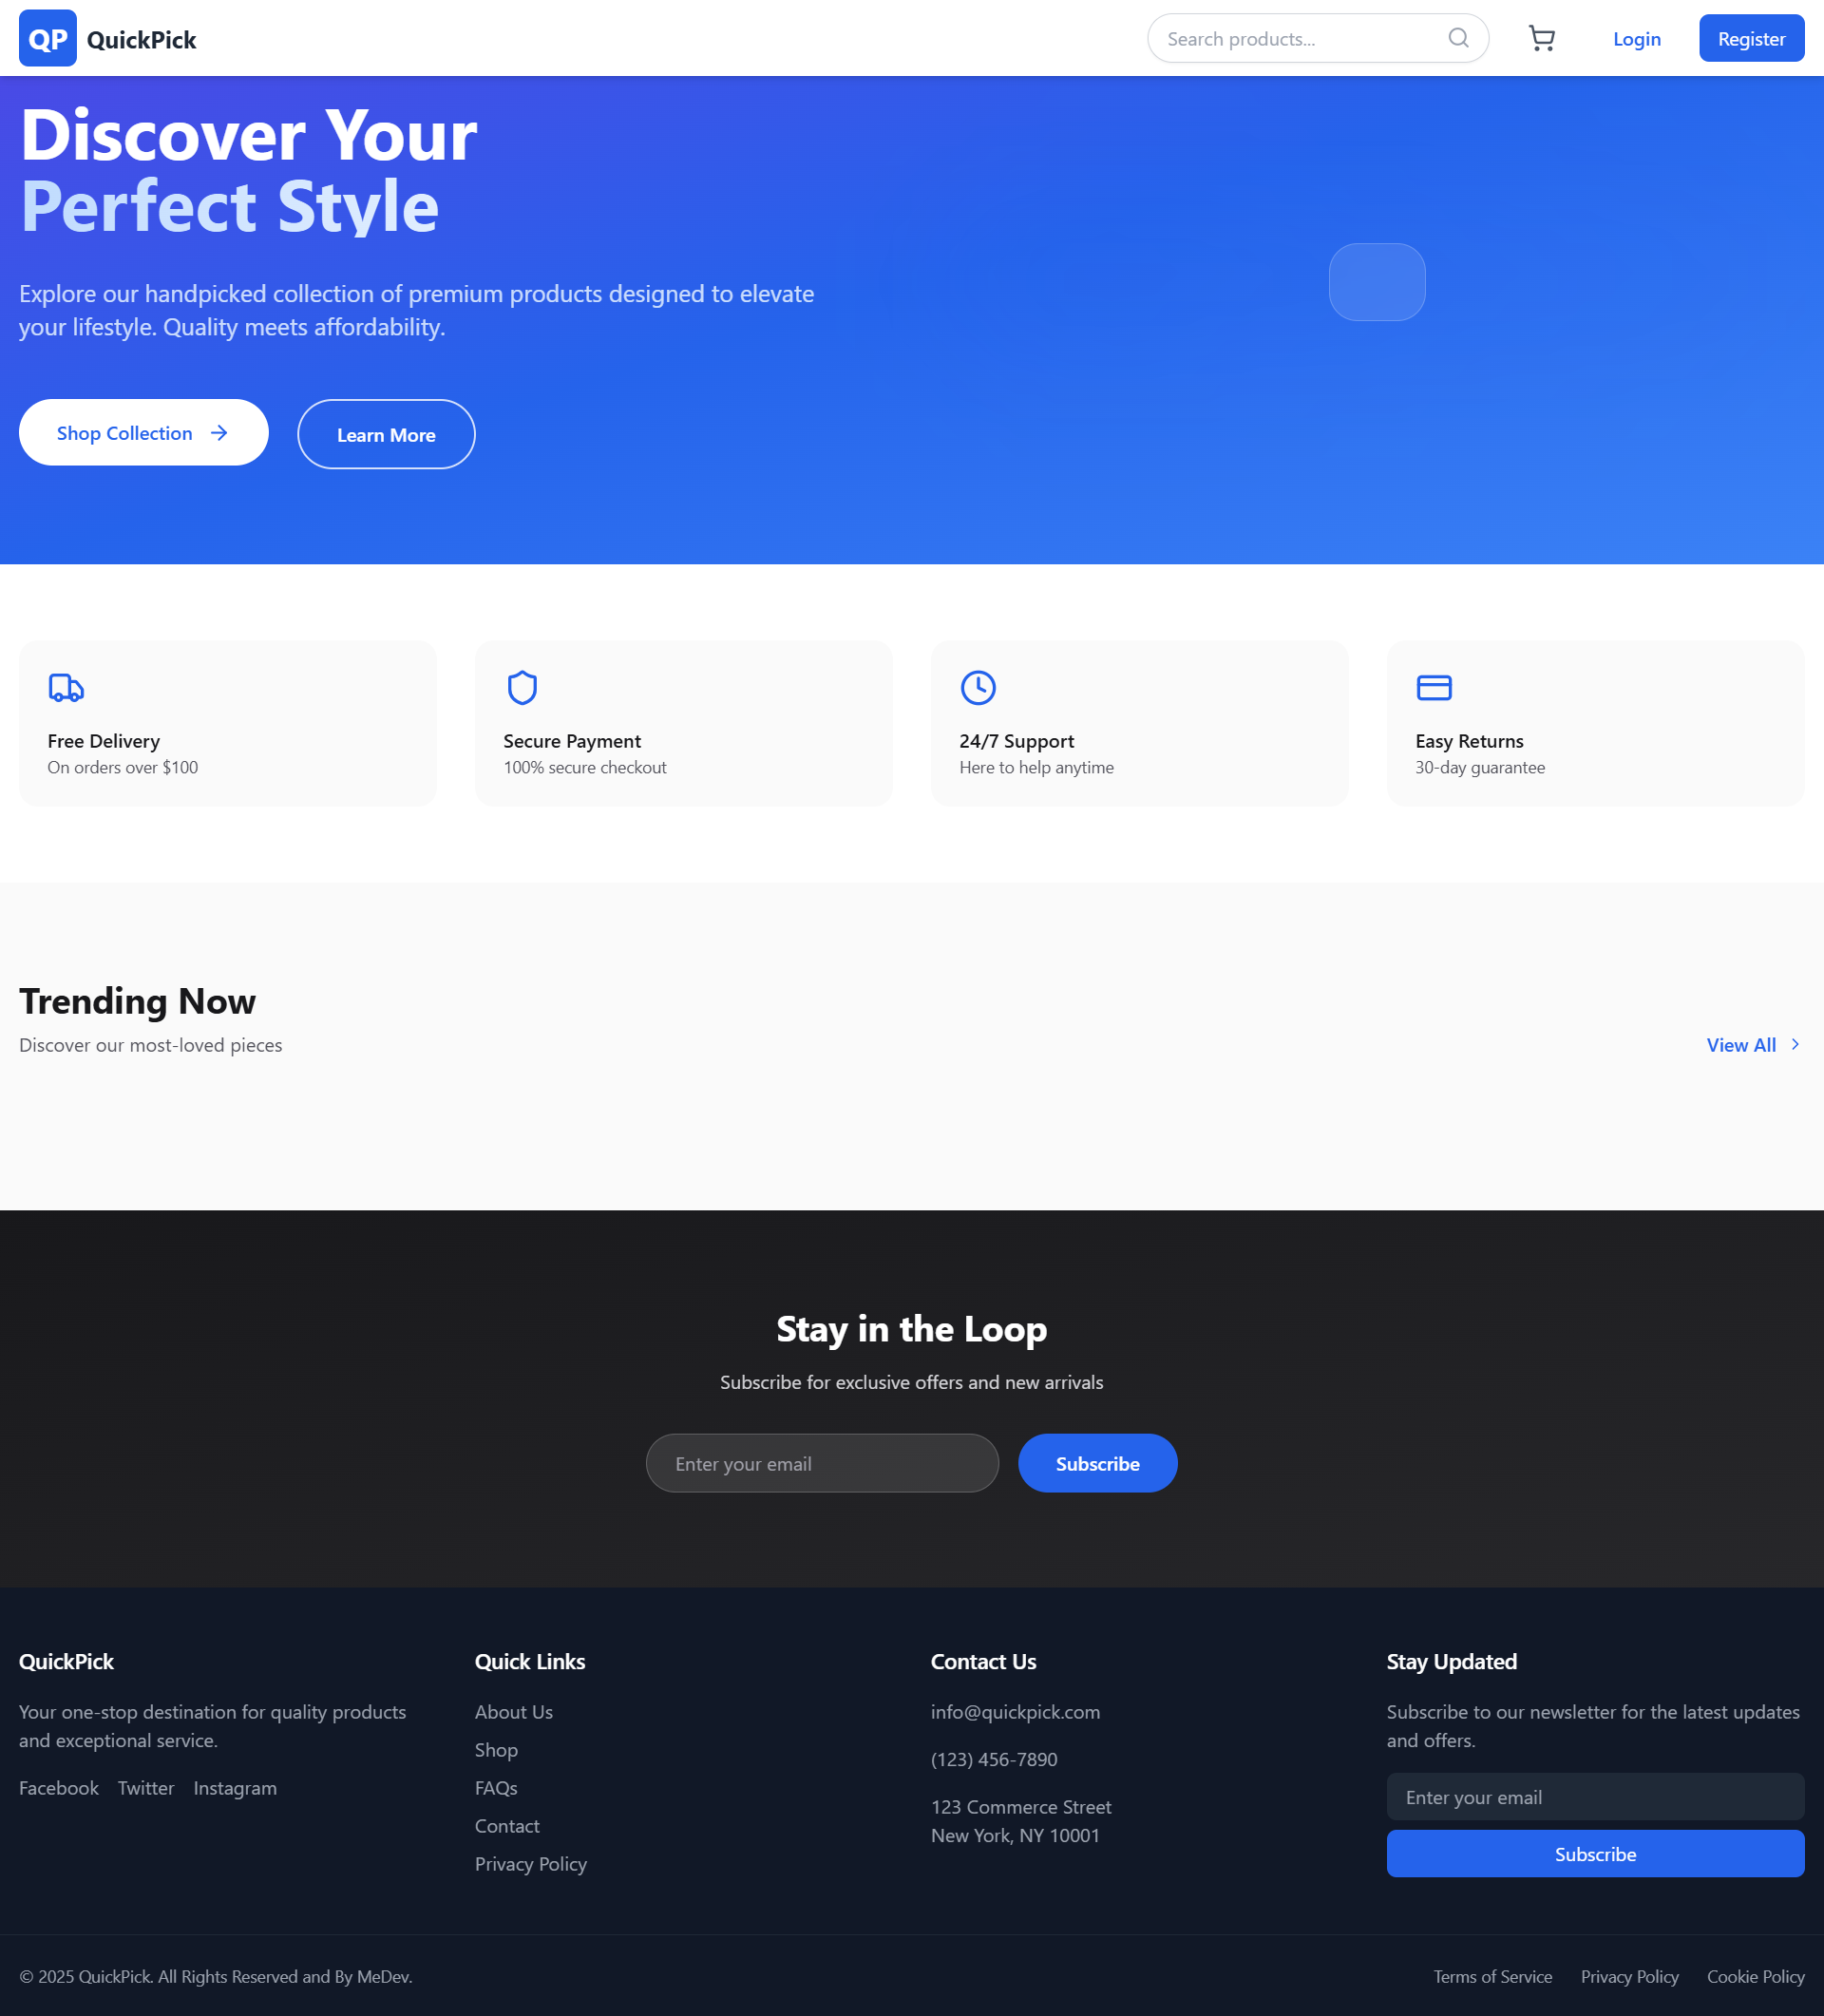 QP QuickPick
Search products...
Login
Register
Discover Your
Perfect Style
Explore our handpicked collection of premium products designed to elevate
your lifestyle. Quality meets affordability.
Shop Collection
Learn More
Free Delivery
On orders over $100
Secure Payment
100% secure checkout
24/7 Support
Here to help anytime
Easy Returns
30-day guarantee
Trending Now
Discover our most-loved pieces
View All
Stay in the Loop
Subscribe for exclusive offers and new arrivals
Enter your email
Subscribe
QuickPick
Your one-stop destination for quality products
and exceptional service.
Facebook Twitter Instagram
Quick Links
About Us
Shop
FAQs
Contact
Privacy Policy
Contact Us
info@quickpick.com
(123) 456-7890
123 Commerce Street
New York, NY 10001
Stay Updated
Subscribe to our newsletter for the latest updates
and offers.
Enter your email
Subscribe
© 2025 QuickPick. All Rights Reserved and By MeDev.
Terms of Service Privacy Policy Cookie Policy